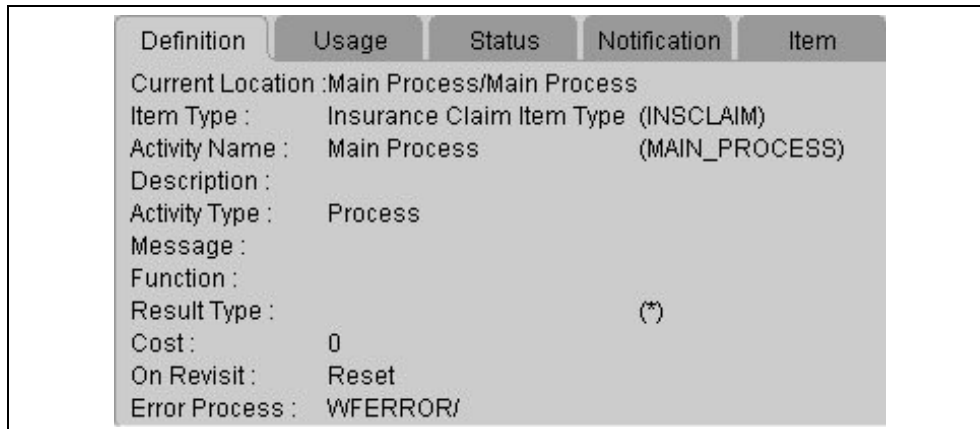 Definition Usage Status Notification Item
Current Location :Main Process/Main Process
Item Type : Insurance Claim Item Type (INSCLAIM)
Activity Name : Main Process (MAIN_PROCESS)
Description :
Activity Type : Process
Message :
Function :
Result Type : (*)
Cost : 0
On Revisit : Reset
Error Process : WFERROR/